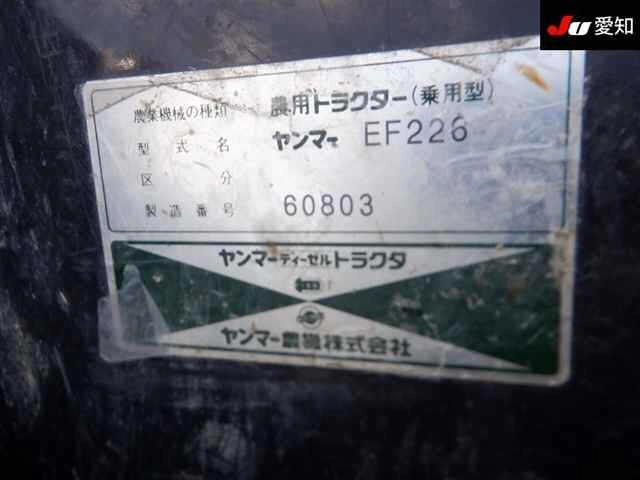 JU愛知
農業機械の種類 農用トラクター(乗用型)
型式名 ヤンマー EF226
区分
製造番号 60803
ヤンマーディーゼルトラクタ
ヤンマー農機株式会社